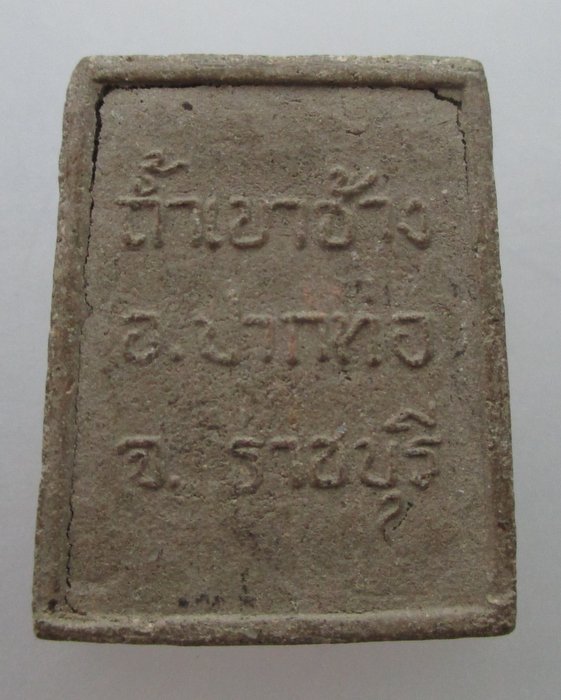 ถ้ำเขาช้าง
อ.ปากท่อ
จ. ราชบุรี